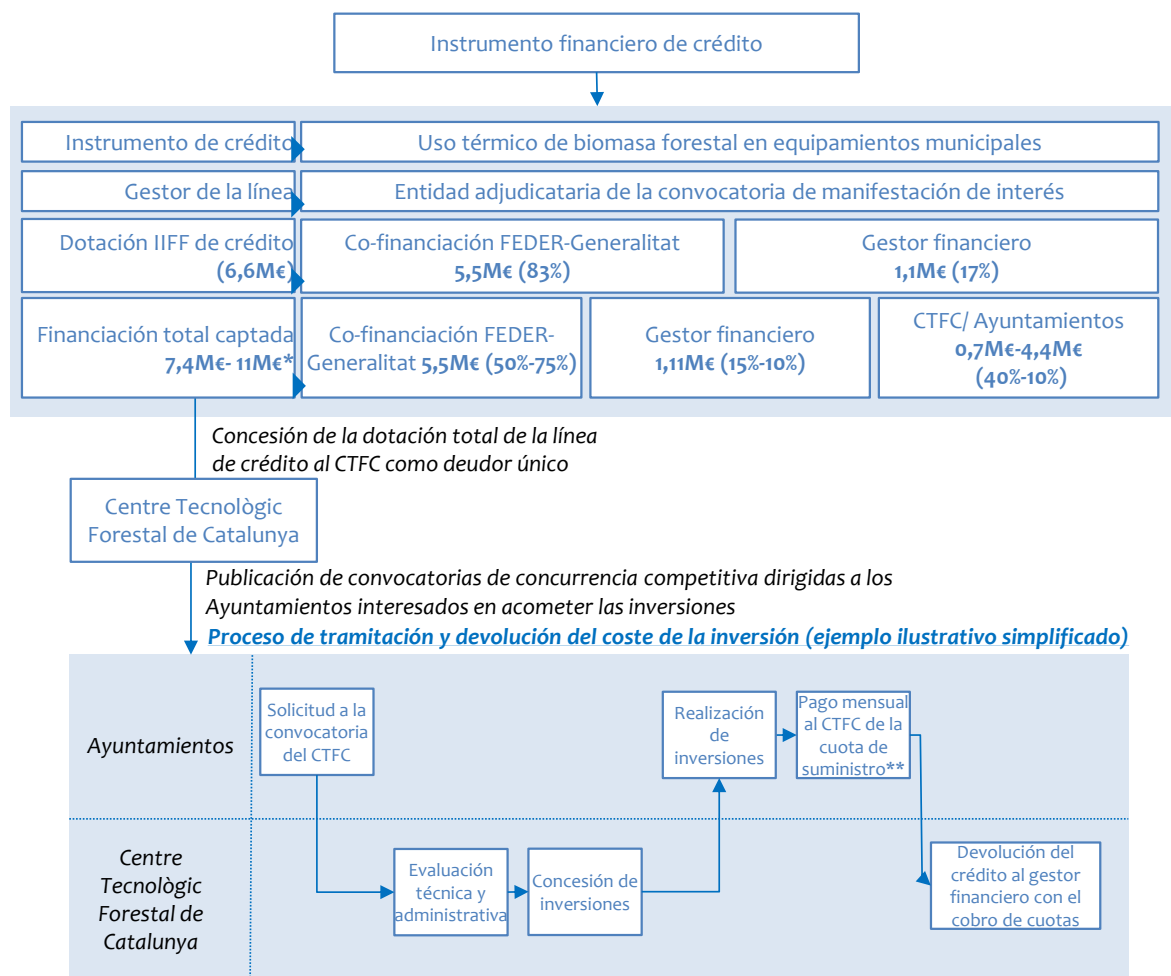 Instrumento financiero de crédito
Instrumento de crédito
Uso térmico de biomasa forestal en equipamientos municipales
Gestor de la línea
Entidad adjudicataria de la convocatoria de manifestación de interés
Dotación IIFF de crédito
(6,6M€)
Co-financiación FEDER-Generalitat
5,5M€ (83%)
Gestor financiero
1,1M€ (17%)
Financiación total captada
7,4M€- 11M€*
Co-financiación FEDER-
Generalitat 5,5M€ (50%-75%)
Gestor financiero
1,11M€ (15%-10%)
CTFC/ Ayuntamientos
0,7M€-4,4M€
(40%-10%)
Concesión de la dotación total de la línea
de crédito al CTFC como deudor único
Centre Tecnològic
Forestal de Catalunya
Publicación de convocatorias de concurrencia competitiva dirigidas a los
Ayuntamientos interesados en acometer las inversiones
Proceso de tramitación y devolución del coste de la inversión (ejemplo ilustrativo simplificado)
Ayuntamientos
Solicitud a la
convocatoria
del CTFC
Realización
de
inversiones
Pago mensual
al CTFC de la
cuota de
suministro**
Centre
Tecnològic
Forestal de
Catalunya
Evaluación
técnica y
administrativa
Concesión de
inversiones
Devolución del
crédito al gestor
financiero con el
cobro de cuotas